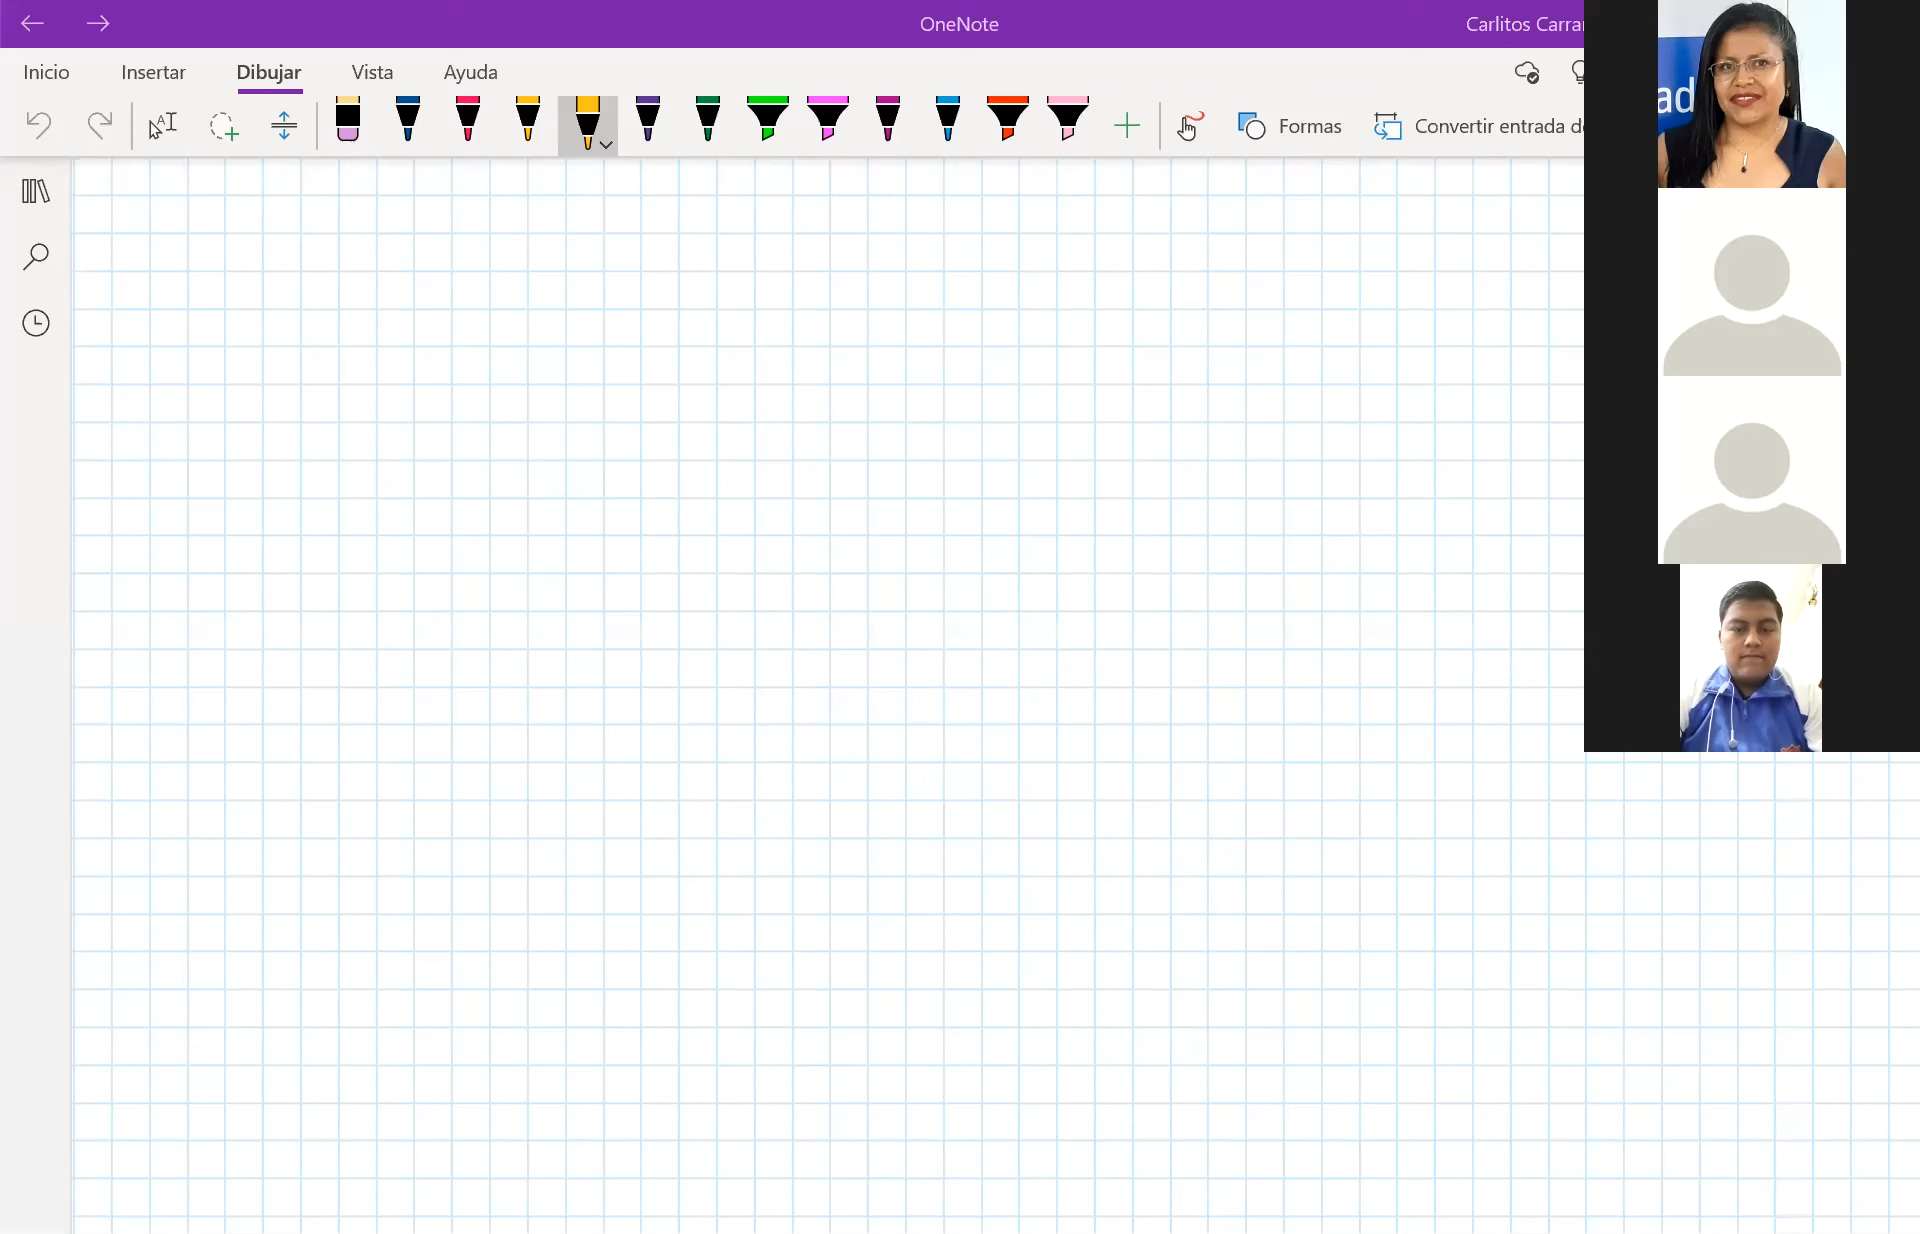 OneNote
Carlitos Carra
Inicio Insertar Dibujar Vista Ayuda
Formas Convertir entrada d
ad